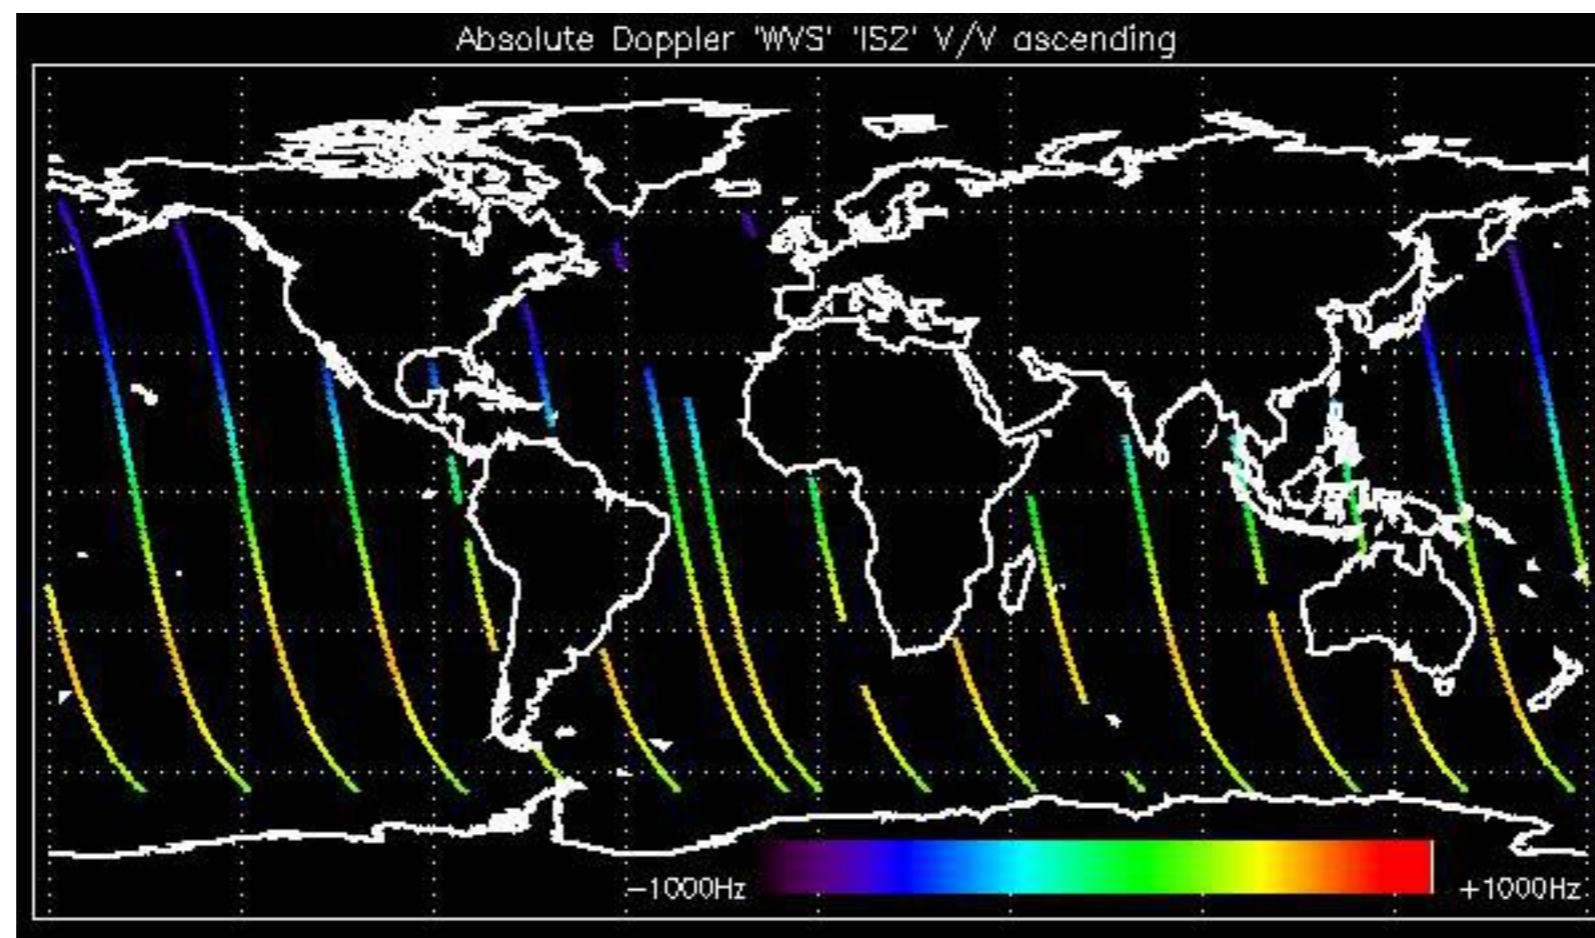 Absolute Doppler 'WVS' 'IS2' V/V ascending
−1000Hz
+1000Hz